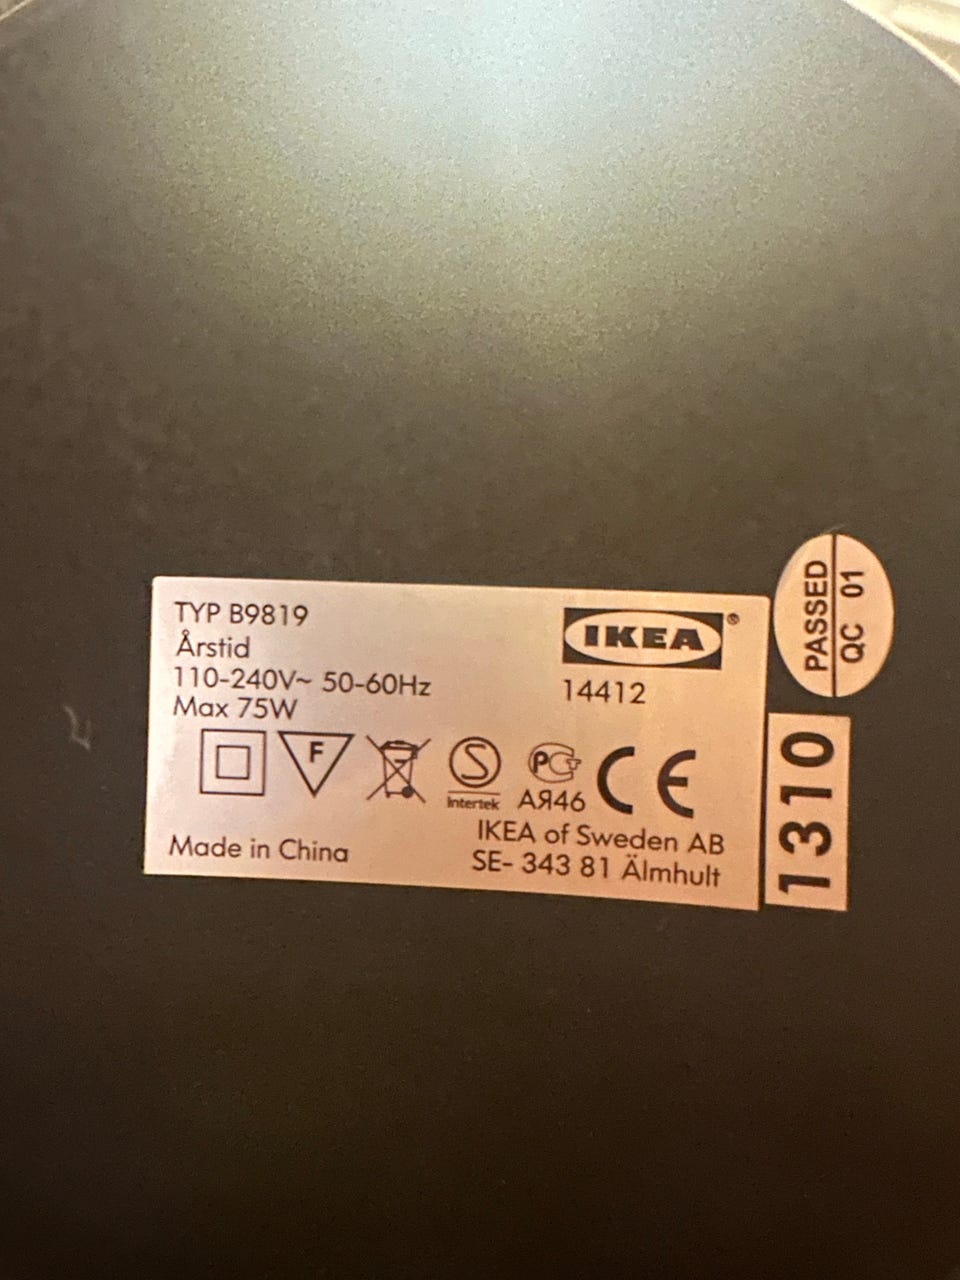 TYP B9819
Årstid
110-240V~ 50-60Hz
Max 75W
IKEA®
14412
F
S
Intertek
РСТ
АЯ46
CE
Made in China
IKEA of Sweden AB
SE- 343 81 Älmhult
PASSED
QC 01
1310